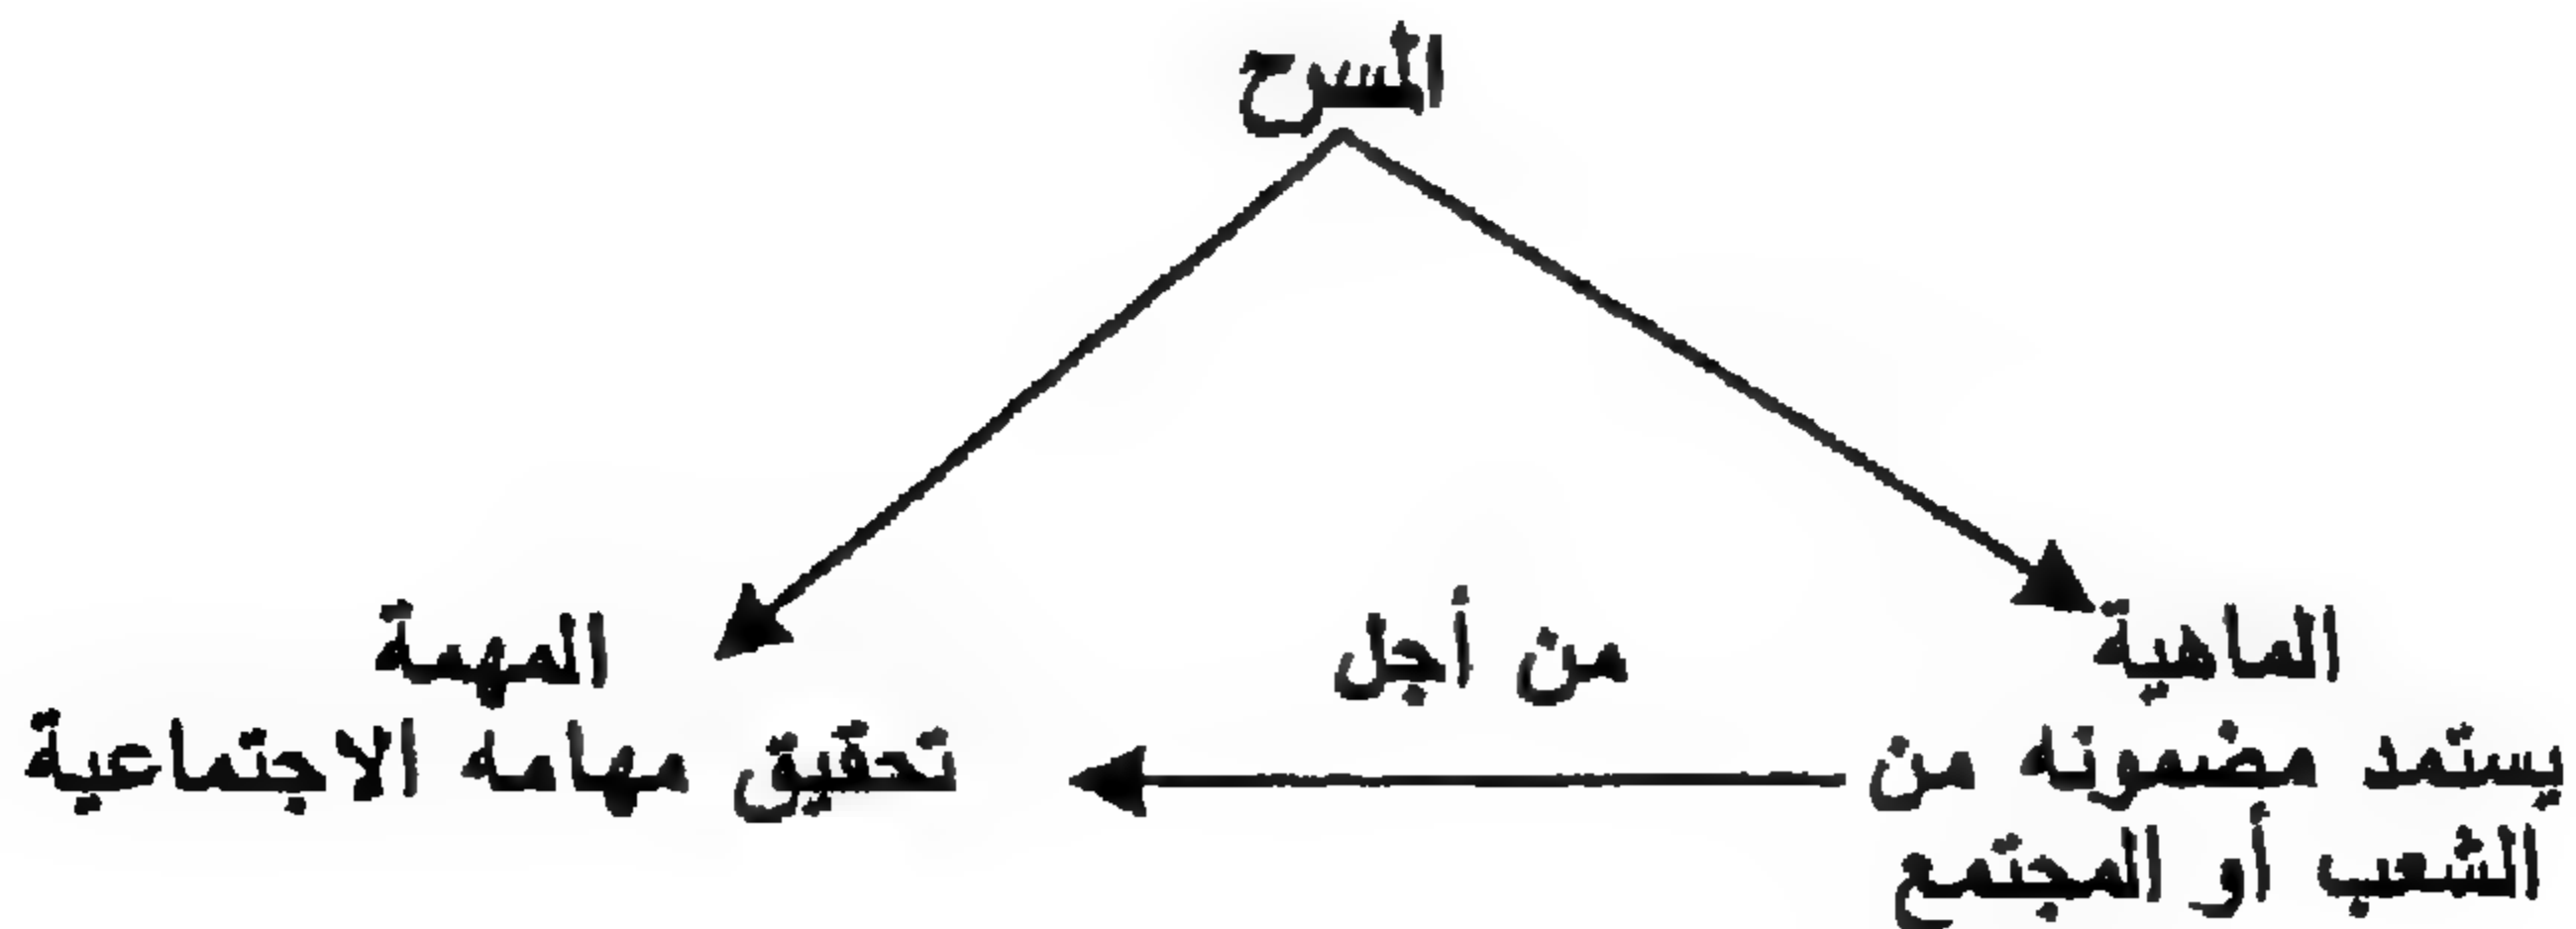 المسرح
الماهية
يستمد مضمونه من
الشعب أو المجتمع
من أجل
المهمة
تحقيق مهامه الاجتماعية